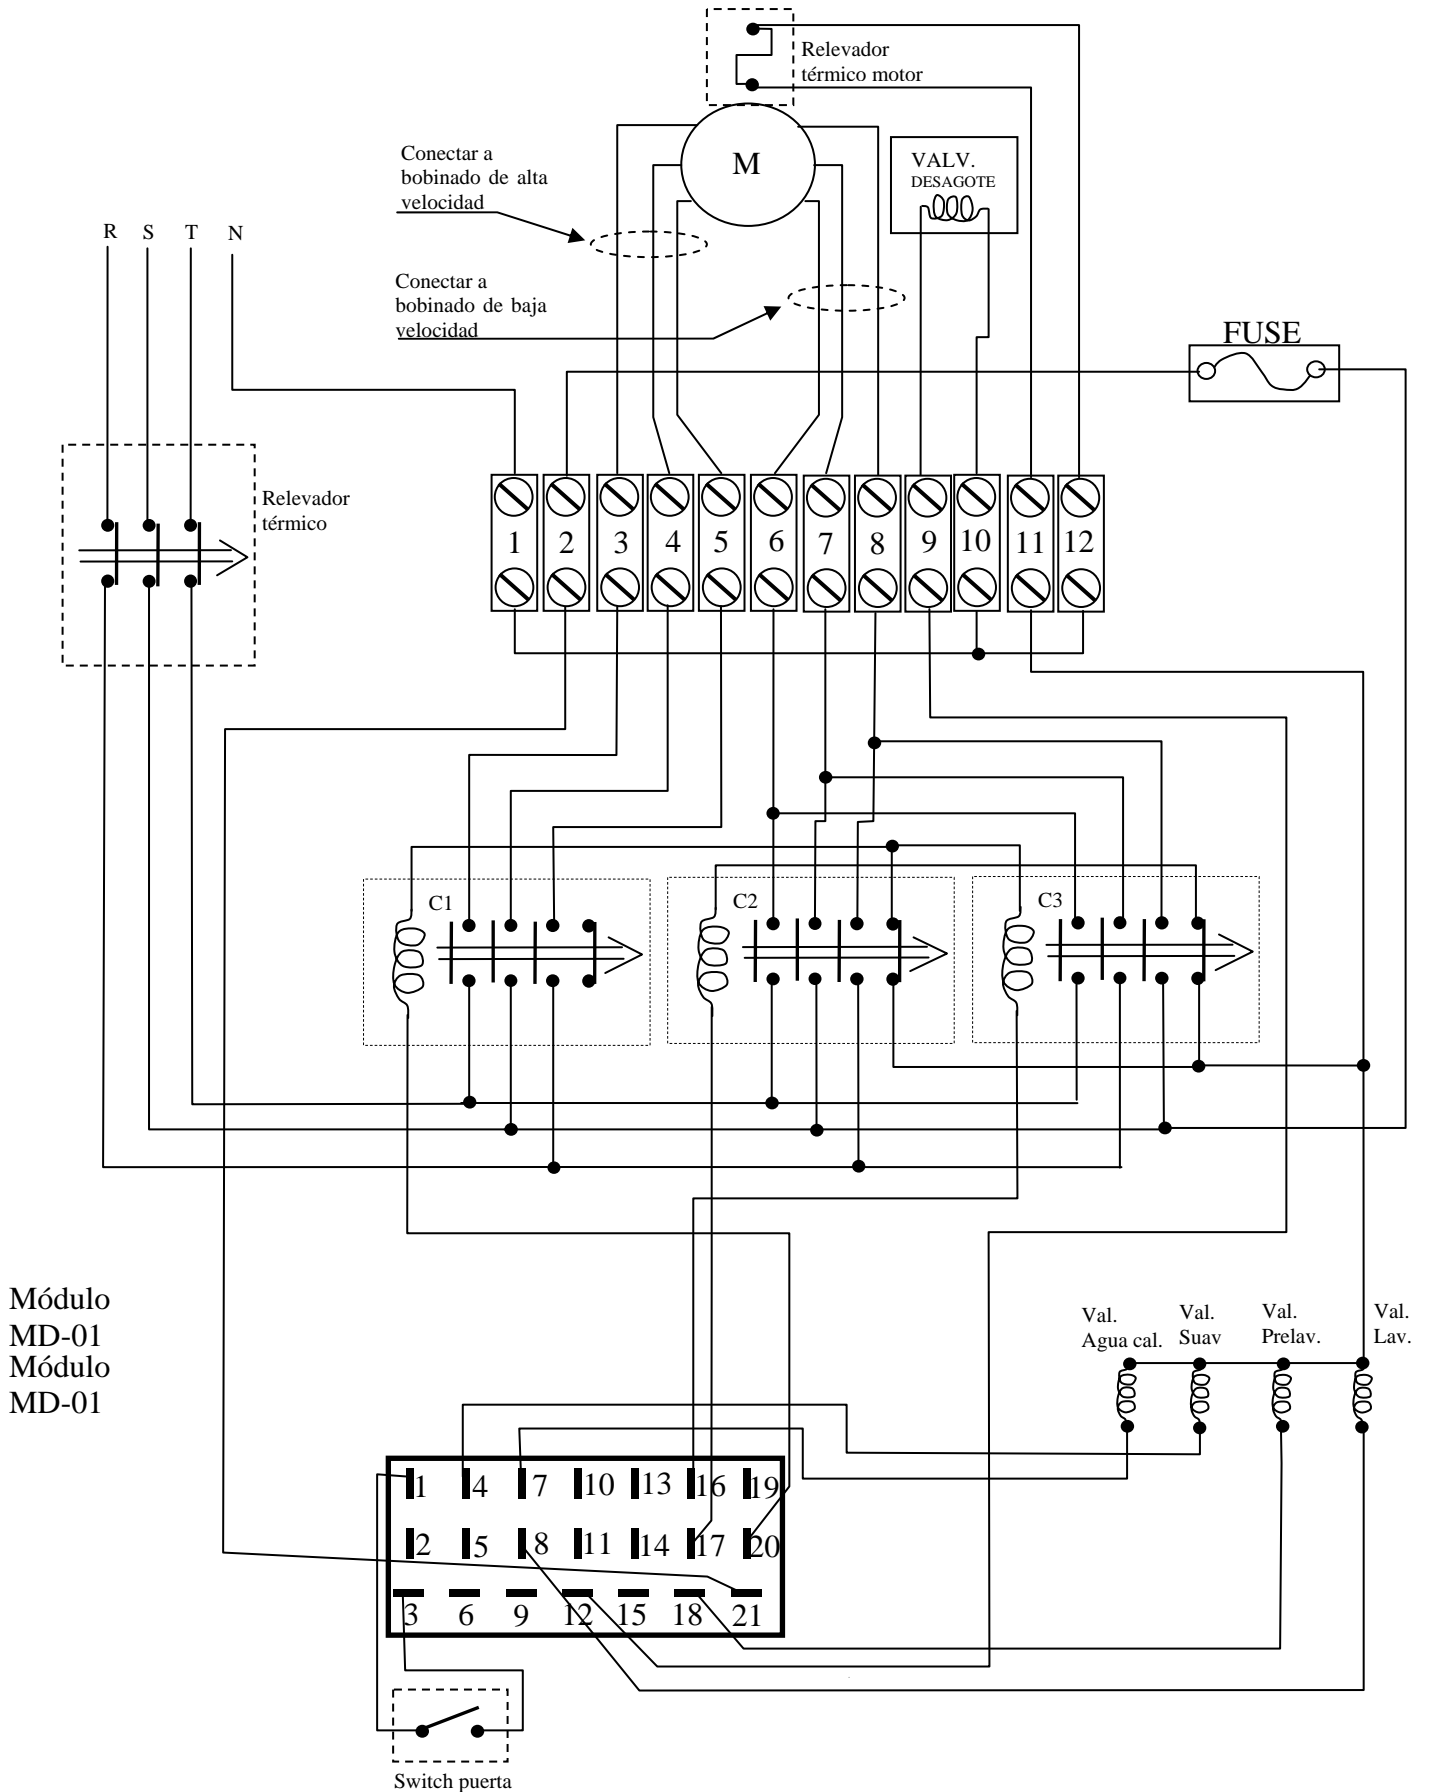 Relevador
térmico motor
Conectar a
bobinado de alta
velocidad
M
VALV.
DESAGOTE
R S T N
Conectar a
bobinado de baja
velocidad
FUSE
Relevador
térmico
1 2 3 4 5 6 7 8 9 10 11 12
C1 C2 C3
Módulo
MD-01
Módulo
MD-01
Val.
Agua cal.
Val.
Suav
Val.
Prelav.
Val.
Lav.
1 4 7 10 13 16 19
2 5 8 11 14 17 20
3 6 9 12 15 18 21
Switch puerta